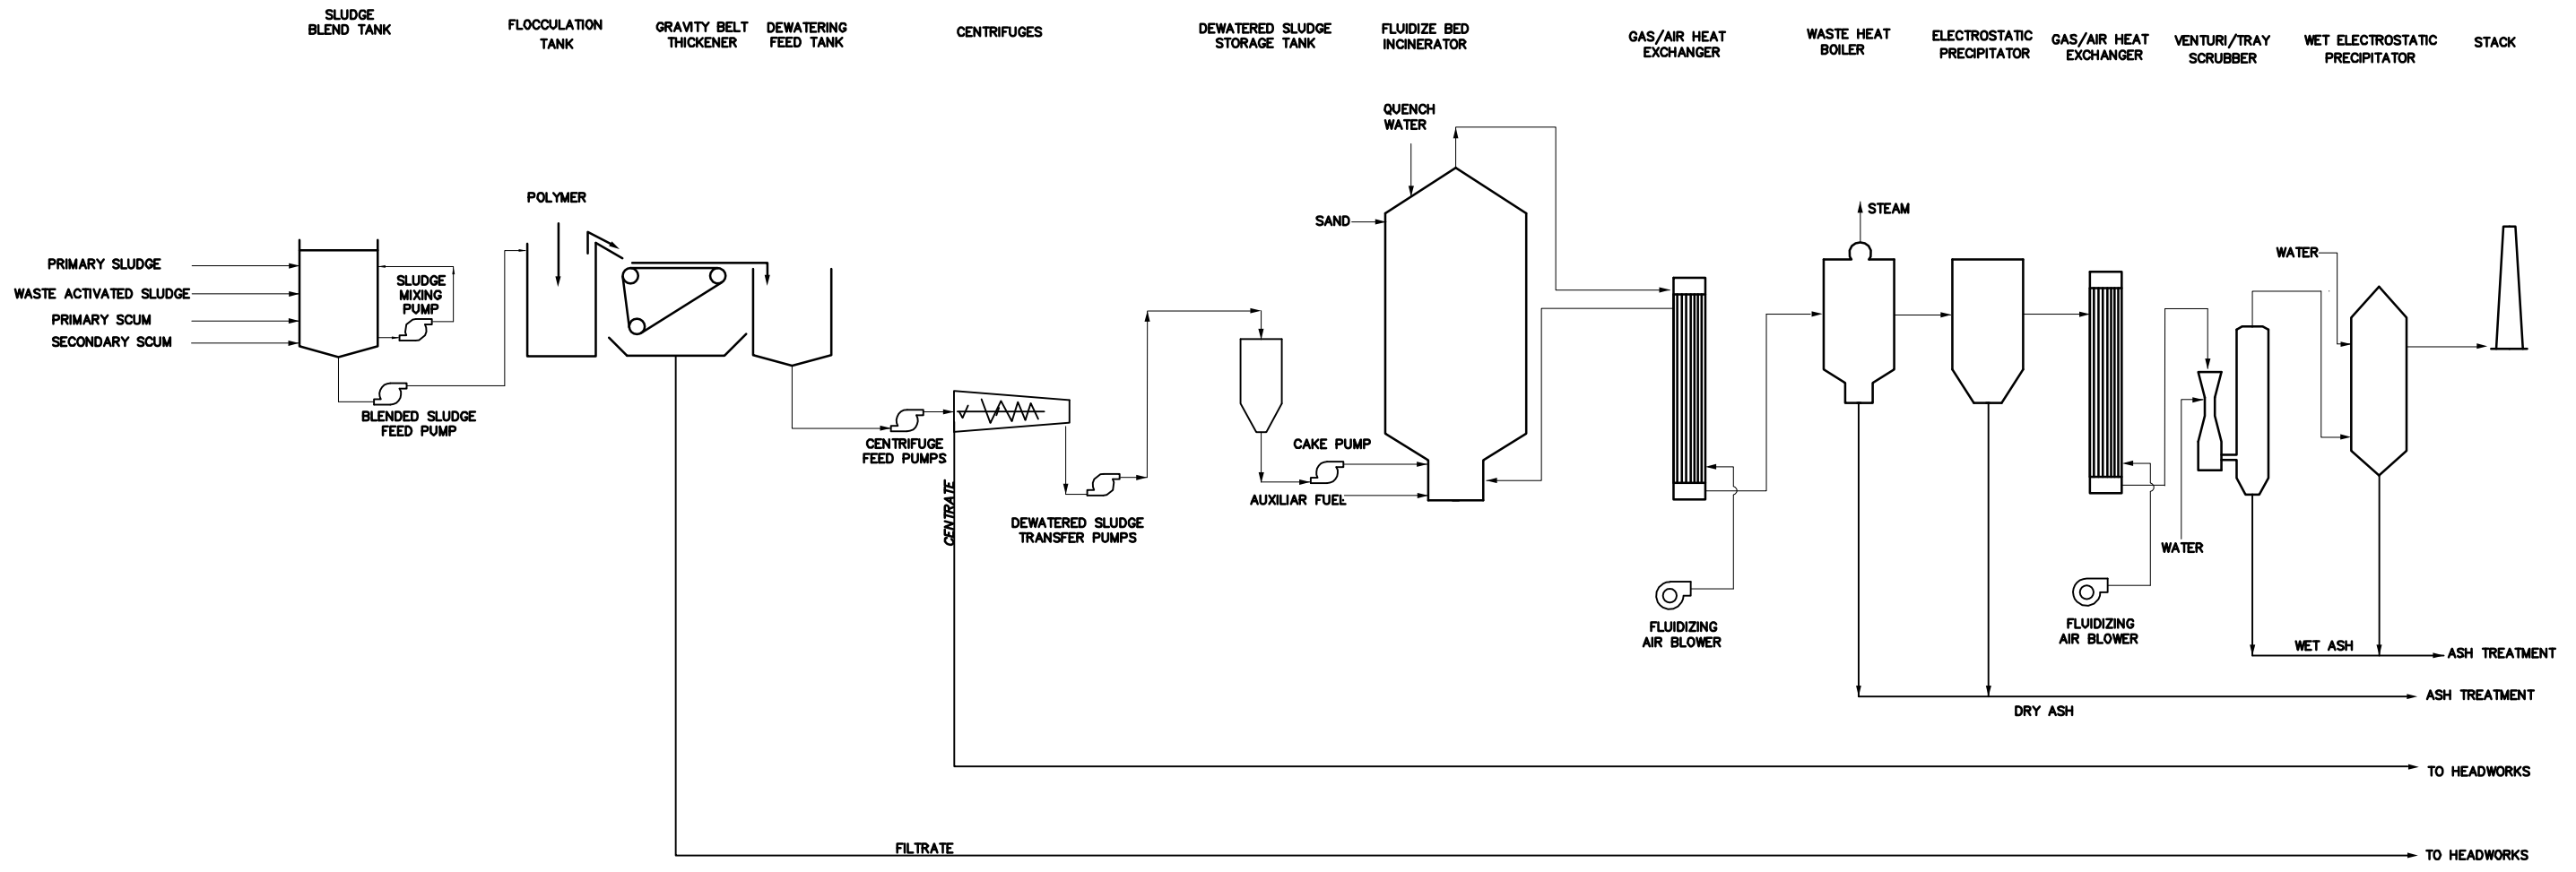 SLUDGE
BLEND TANK
FLOCCULATION
TANK
GRAVITY BELT
THICKENER
DEWATERING
FEED TANK
CENTRIFUGES
DEWATERED SLUDGE
STORAGE TANK
FLUIDIZE BED
INCINERATOR
GAS/AIR HEAT
EXCHANGER
WASTE HEAT
BOILER
ELECTROSTATIC
PRECIPITATOR
GAS/AIR HEAT
EXCHANGER
VENTURI/TRAY
SCRUBBER
WET ELECTROSTATIC
PRECIPITATOR
STACK
QUENCH
WATER
POLYMER
SAND
STEAM
WATER
PRIMARY SLUDGE
WASTE ACTIVATED SLUDGE
PRIMARY SCUM
SECONDARY SCUM
SLUDGE
MIXING
PUMP
BLENDED SLUDGE
FEED PUMP
CENTRIFUGE
FEED PUMPS
CENTRATE
DEWATERED SLUDGE
TRANSFER PUMPS
CAKE PUMP
AUXILIAR FUEL
WATER
FLUIDIZING
AIR BLOWER
FLUIDIZING
AIR BLOWER
WET ASH
ASH TREATMENT
ASH TREATMENT
DRY ASH
TO HEADWORKS
FILTRATE
TO HEADWORKS